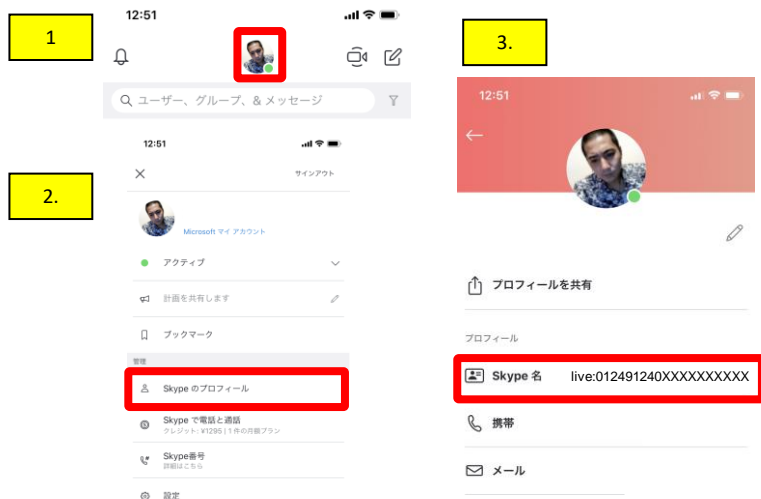 1
12:51
ユーザー、グループ、& メッセージ
2.
12:51
サインアウト
Microsoft マイ アカウント
アクティブ
計画を共有します
ブックマーク
管理
Skype のプロフィール
Skype で電話と通話
クレジット: ¥1295 | 1 件の月額プラン
Skype番号
詳細はこちら
設定
3.
12:51
プロフィールを共有
プロフィール
Skype 名 live:012491240XXXXXXXXXX
携帯
メール